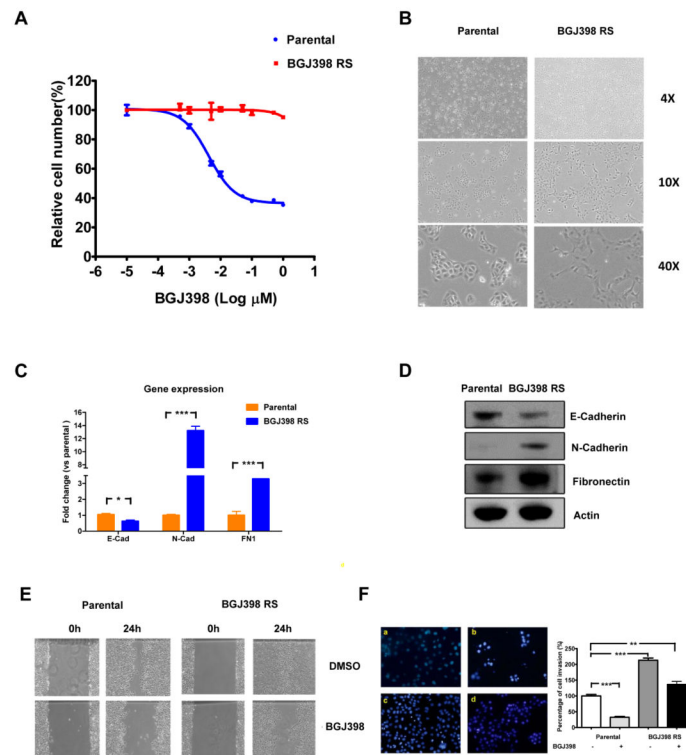 A
Parental
BGJ398 RS
Relative cell number(%)
120
100
80
60
40
20
0
-6 -5 -4 -3 -2 -1 0 1
BGJ398 (Log μM)
B
Parental BGJ398 RS
4X
10X
40X
C
Gene expression
Parental
BGJ398 RS
Fold change (vs parental )
16
14
12
10
8
6
4
2
1
0
*
***
***
E-Cad N-Cad FN1
D
Parental BGJ398 RS
E-Cadherin
N-Cadherin
Fibronectin
Actin
E
Parental BGJ398 RS
0h 24h 0h 24h
DMSO
BGJ398
F
a b
c d
Percentage of cell invasion (%)
250
200
150
100
50
0
**
***
***
Parental BGJ398 RS
BGJ398 - + - +